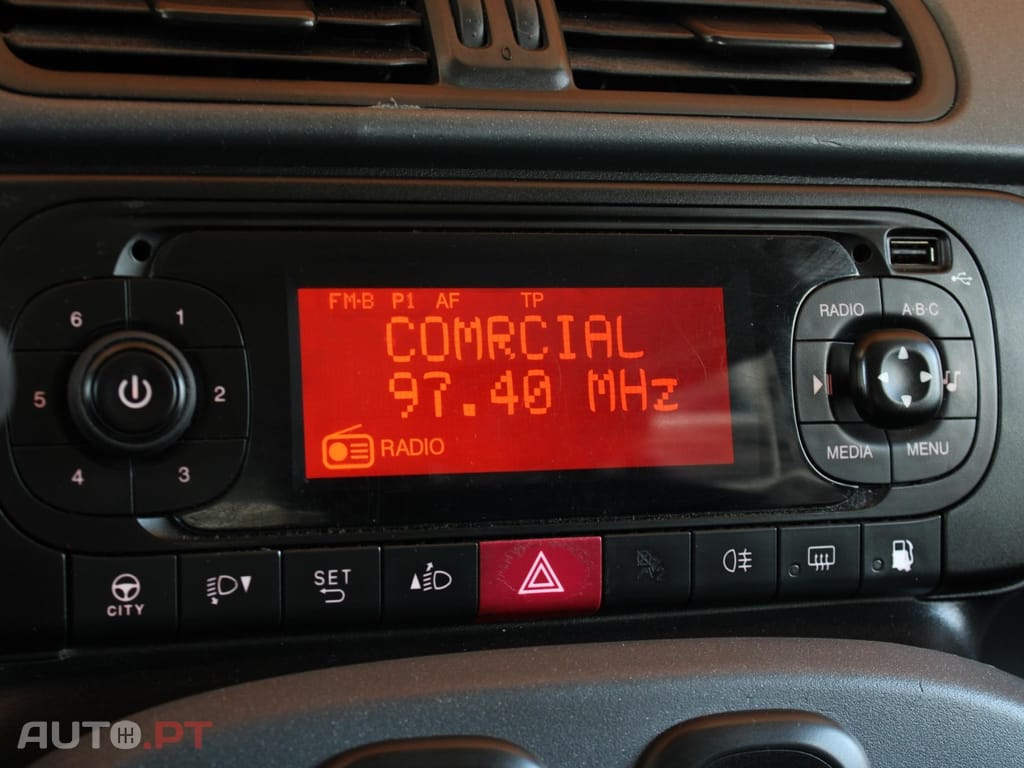 FM-B P1 AF TP
COMRCIAL
97.40 MHz
RADIO
6 1
5 2
4 3
RADIO A·B·C
MEDIA MENU
CITY
SET
AUTO.PT